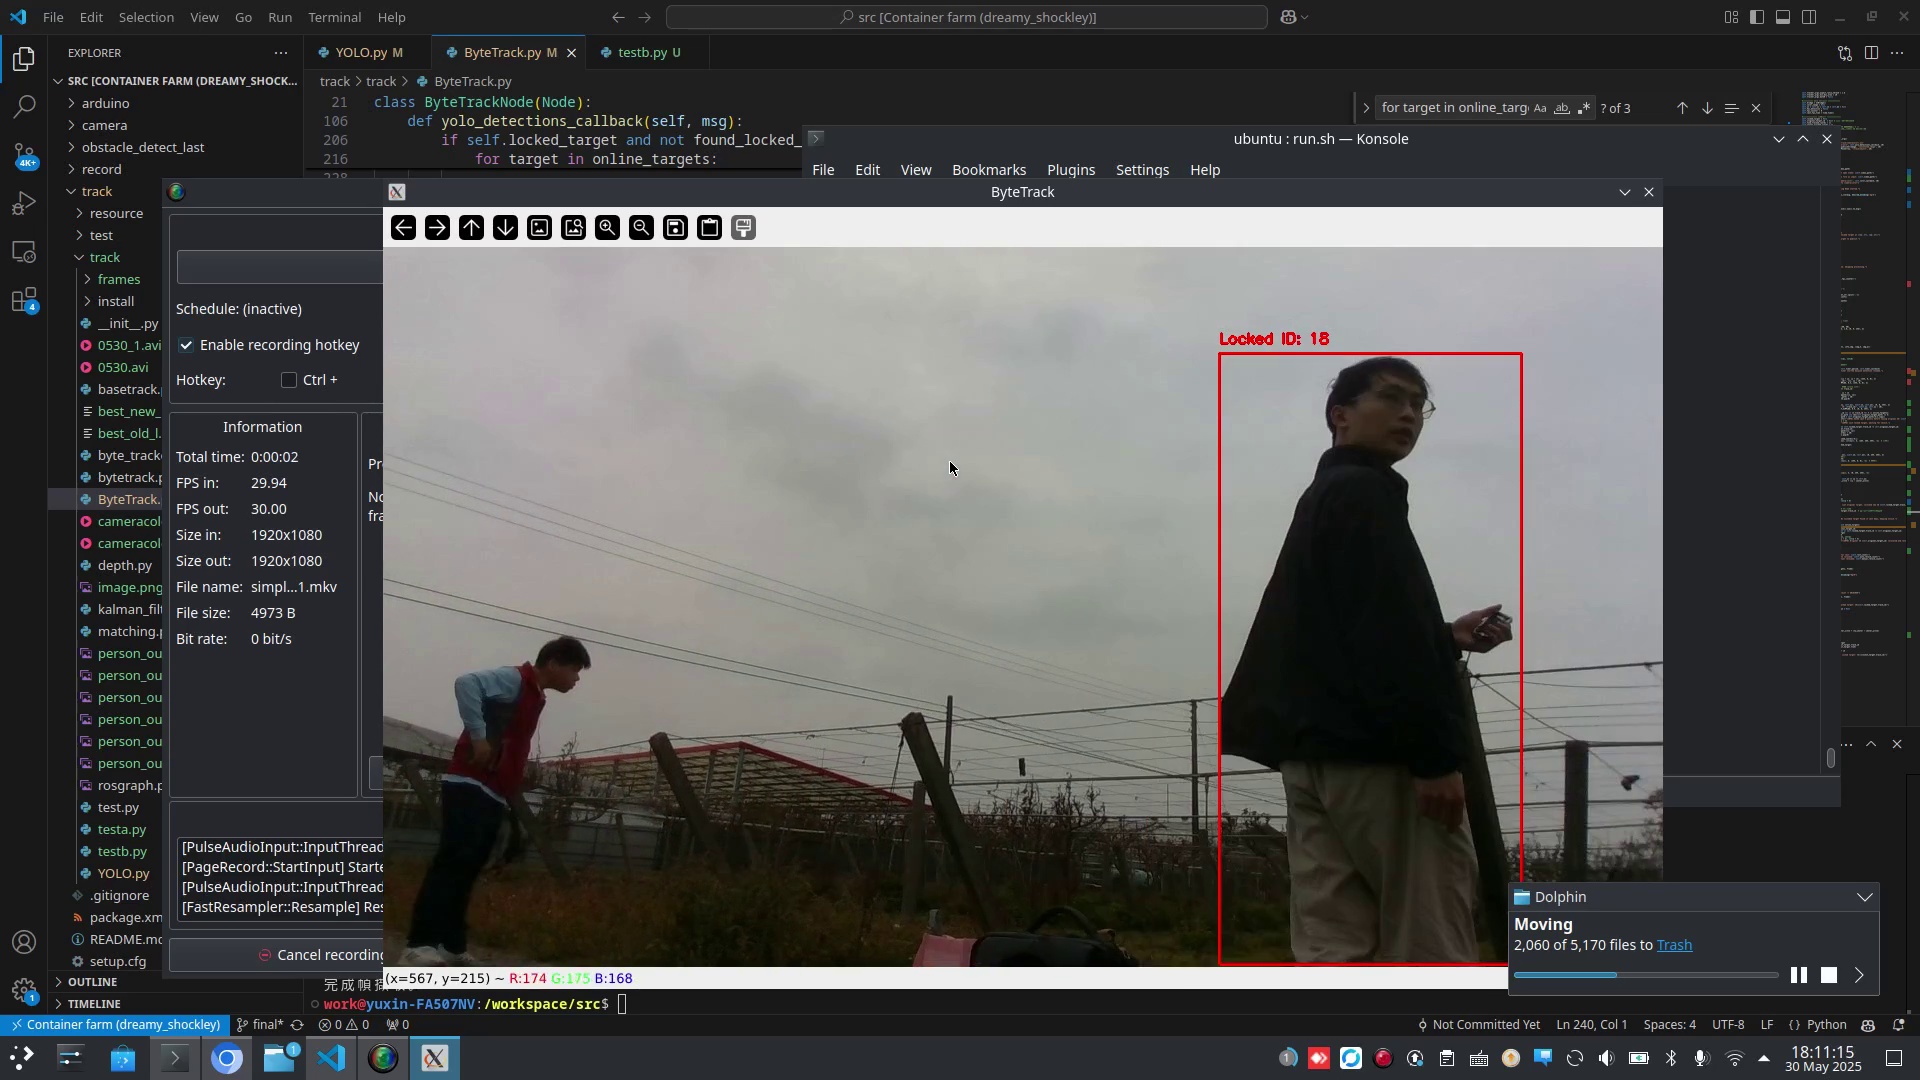 File Edit Selection View Go Run Terminal Help
src [Container farm (dreamy_shockley)]
EXPLORER
YOLO.py M
ByteTrack.py M
testb.py U
SRC [CONTAINER FARM (DREAMY_SHOCK...
track > track > ByteTrack.py
arduino
camera
obstacle_detect_last
record
track
resource
test
track
frames
install
__init__.py
0530_1.avi
0530.avi
basetrack.
best_new_
best_old_l.
byte_track
bytetrack.p
ByteTrack.
cameracol
cameracol
depth.py
image.png
kalman_filt
matching.p
person_ou
person_ou
person_ou
person_ou
person_ou
person_ou
rosgraph.p
test.py
testa.py
testb.py
YOLO.py
.gitignore
package.xm
README.md
setup.cfg
OUTLINE
TIMELINE
4K+
4
1
21 class ByteTrackNode(Node):
106 def yolo_detections_callback(self, msg):
206 if self.locked_target and not found_locked_
216 for target in online_targets:
228
for target in online_targ
Aa ab .*
? of 3
ubuntu : run.sh — Konsole
File Edit View Bookmarks Plugins Settings Help
ByteTrack
Schedule: (inactive)
Enable recording hotkey
Hotkey: Ctrl +
Information
Total time: 0:00:02
FPS in: 29.94
FPS out: 30.00
Size in: 1920x1080
Size out: 1920x1080
File name: simpl...1.mkv
File size: 4973 B
Bit rate: 0 bit/s
Pr
No
fra
[PulseAudioInput::InputThread
[PageRecord::StartInput] Starte
[PulseAudioInput::InputThread
[FastResampler::Resample] Res
Cancel recording
Locked ID: 18
(x=567, y=215) ~ R:174 G:175 B:168
Dolphin
Moving
2,060 of 5,170 files to Trash
work@yuxin-FA507NV:/workspace/src$
Container farm (dreamy_shockley)
final*
0 0
0
Not Committed Yet
Ln 240, Col 1
Spaces: 4
UTF-8
LF
{} Python
1
1
18:11:15
30 May 2025